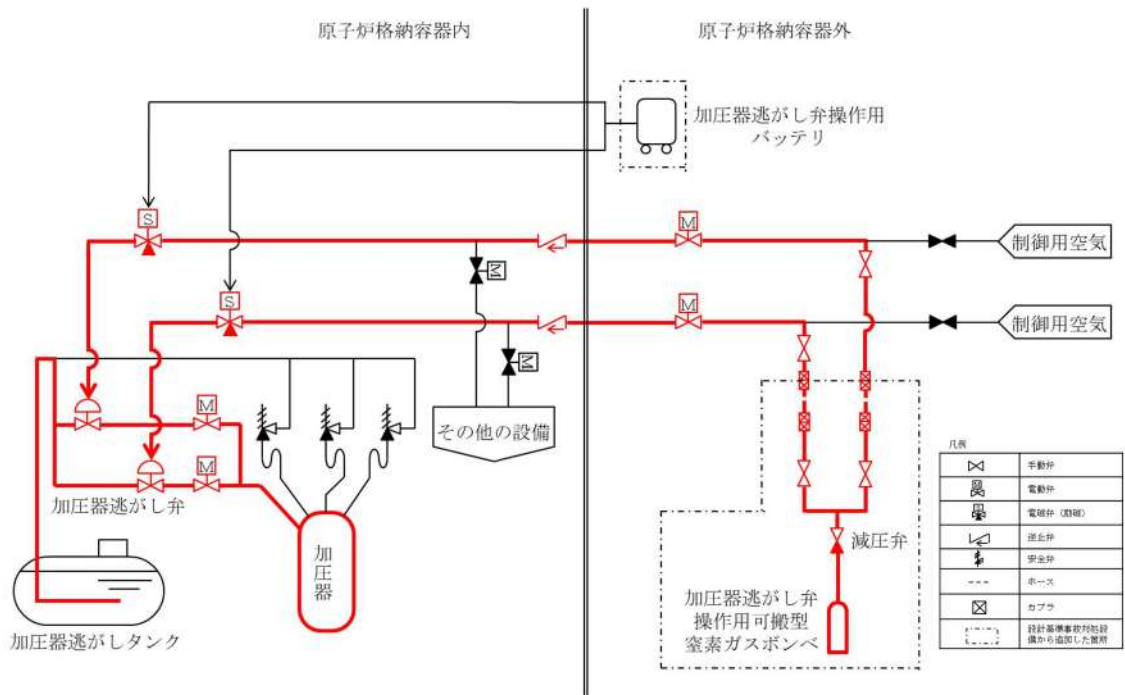 原子炉格納容器内
原子炉格納容器外
加圧器逃がし弁操作用
バッテリ
S
M
制御用空気
M
S
M
制御用空気
M
M
その他の設備
M
加圧器逃がし弁
加圧器
減圧弁
加圧器逃がし弁
操作用可搬型
窒素ガスボンベ
加圧器逃がしタンク
凡例
手動弁
電動弁
電磁弁（励磁）
逆止弁
安全弁
ホース
カプラ
設計基準事故対処設
備から追加した箇所